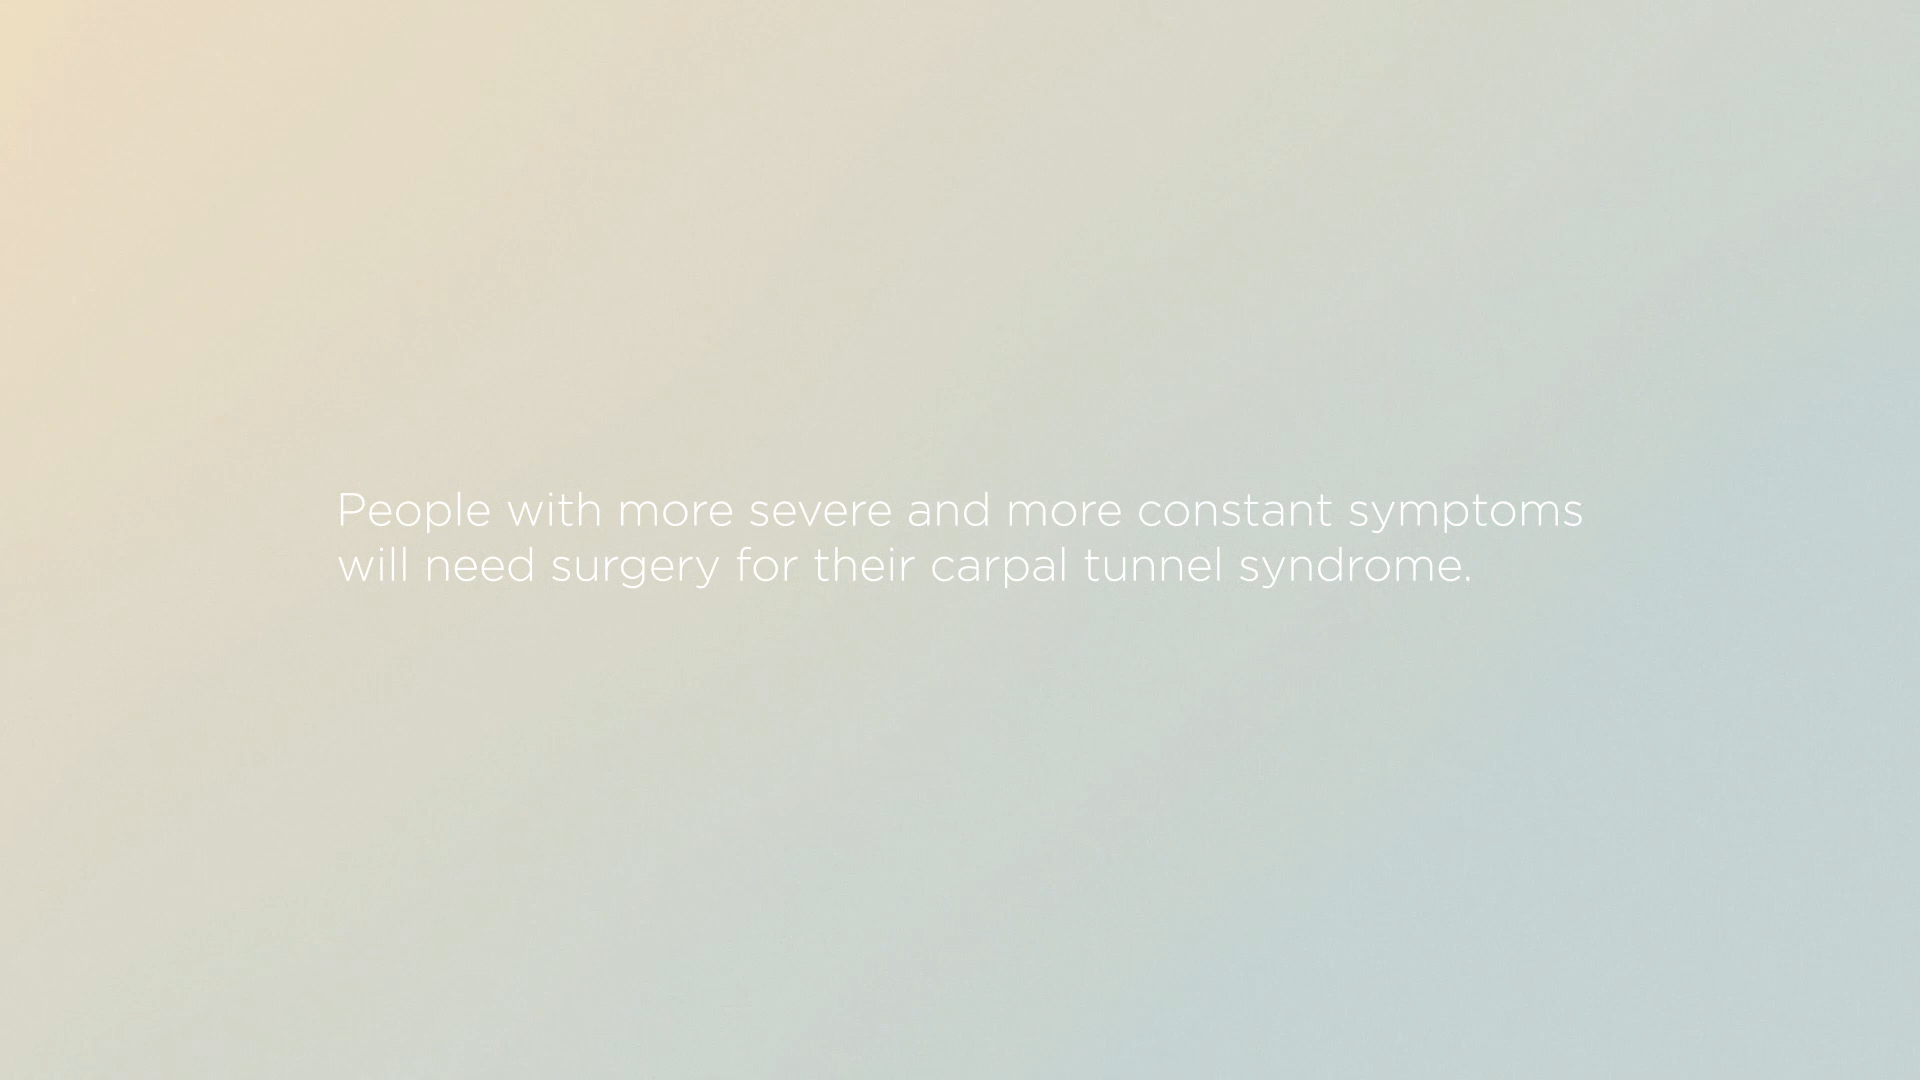 People with more severe and more constant symptoms
will need surgery for their carpal tunnel syndrome.